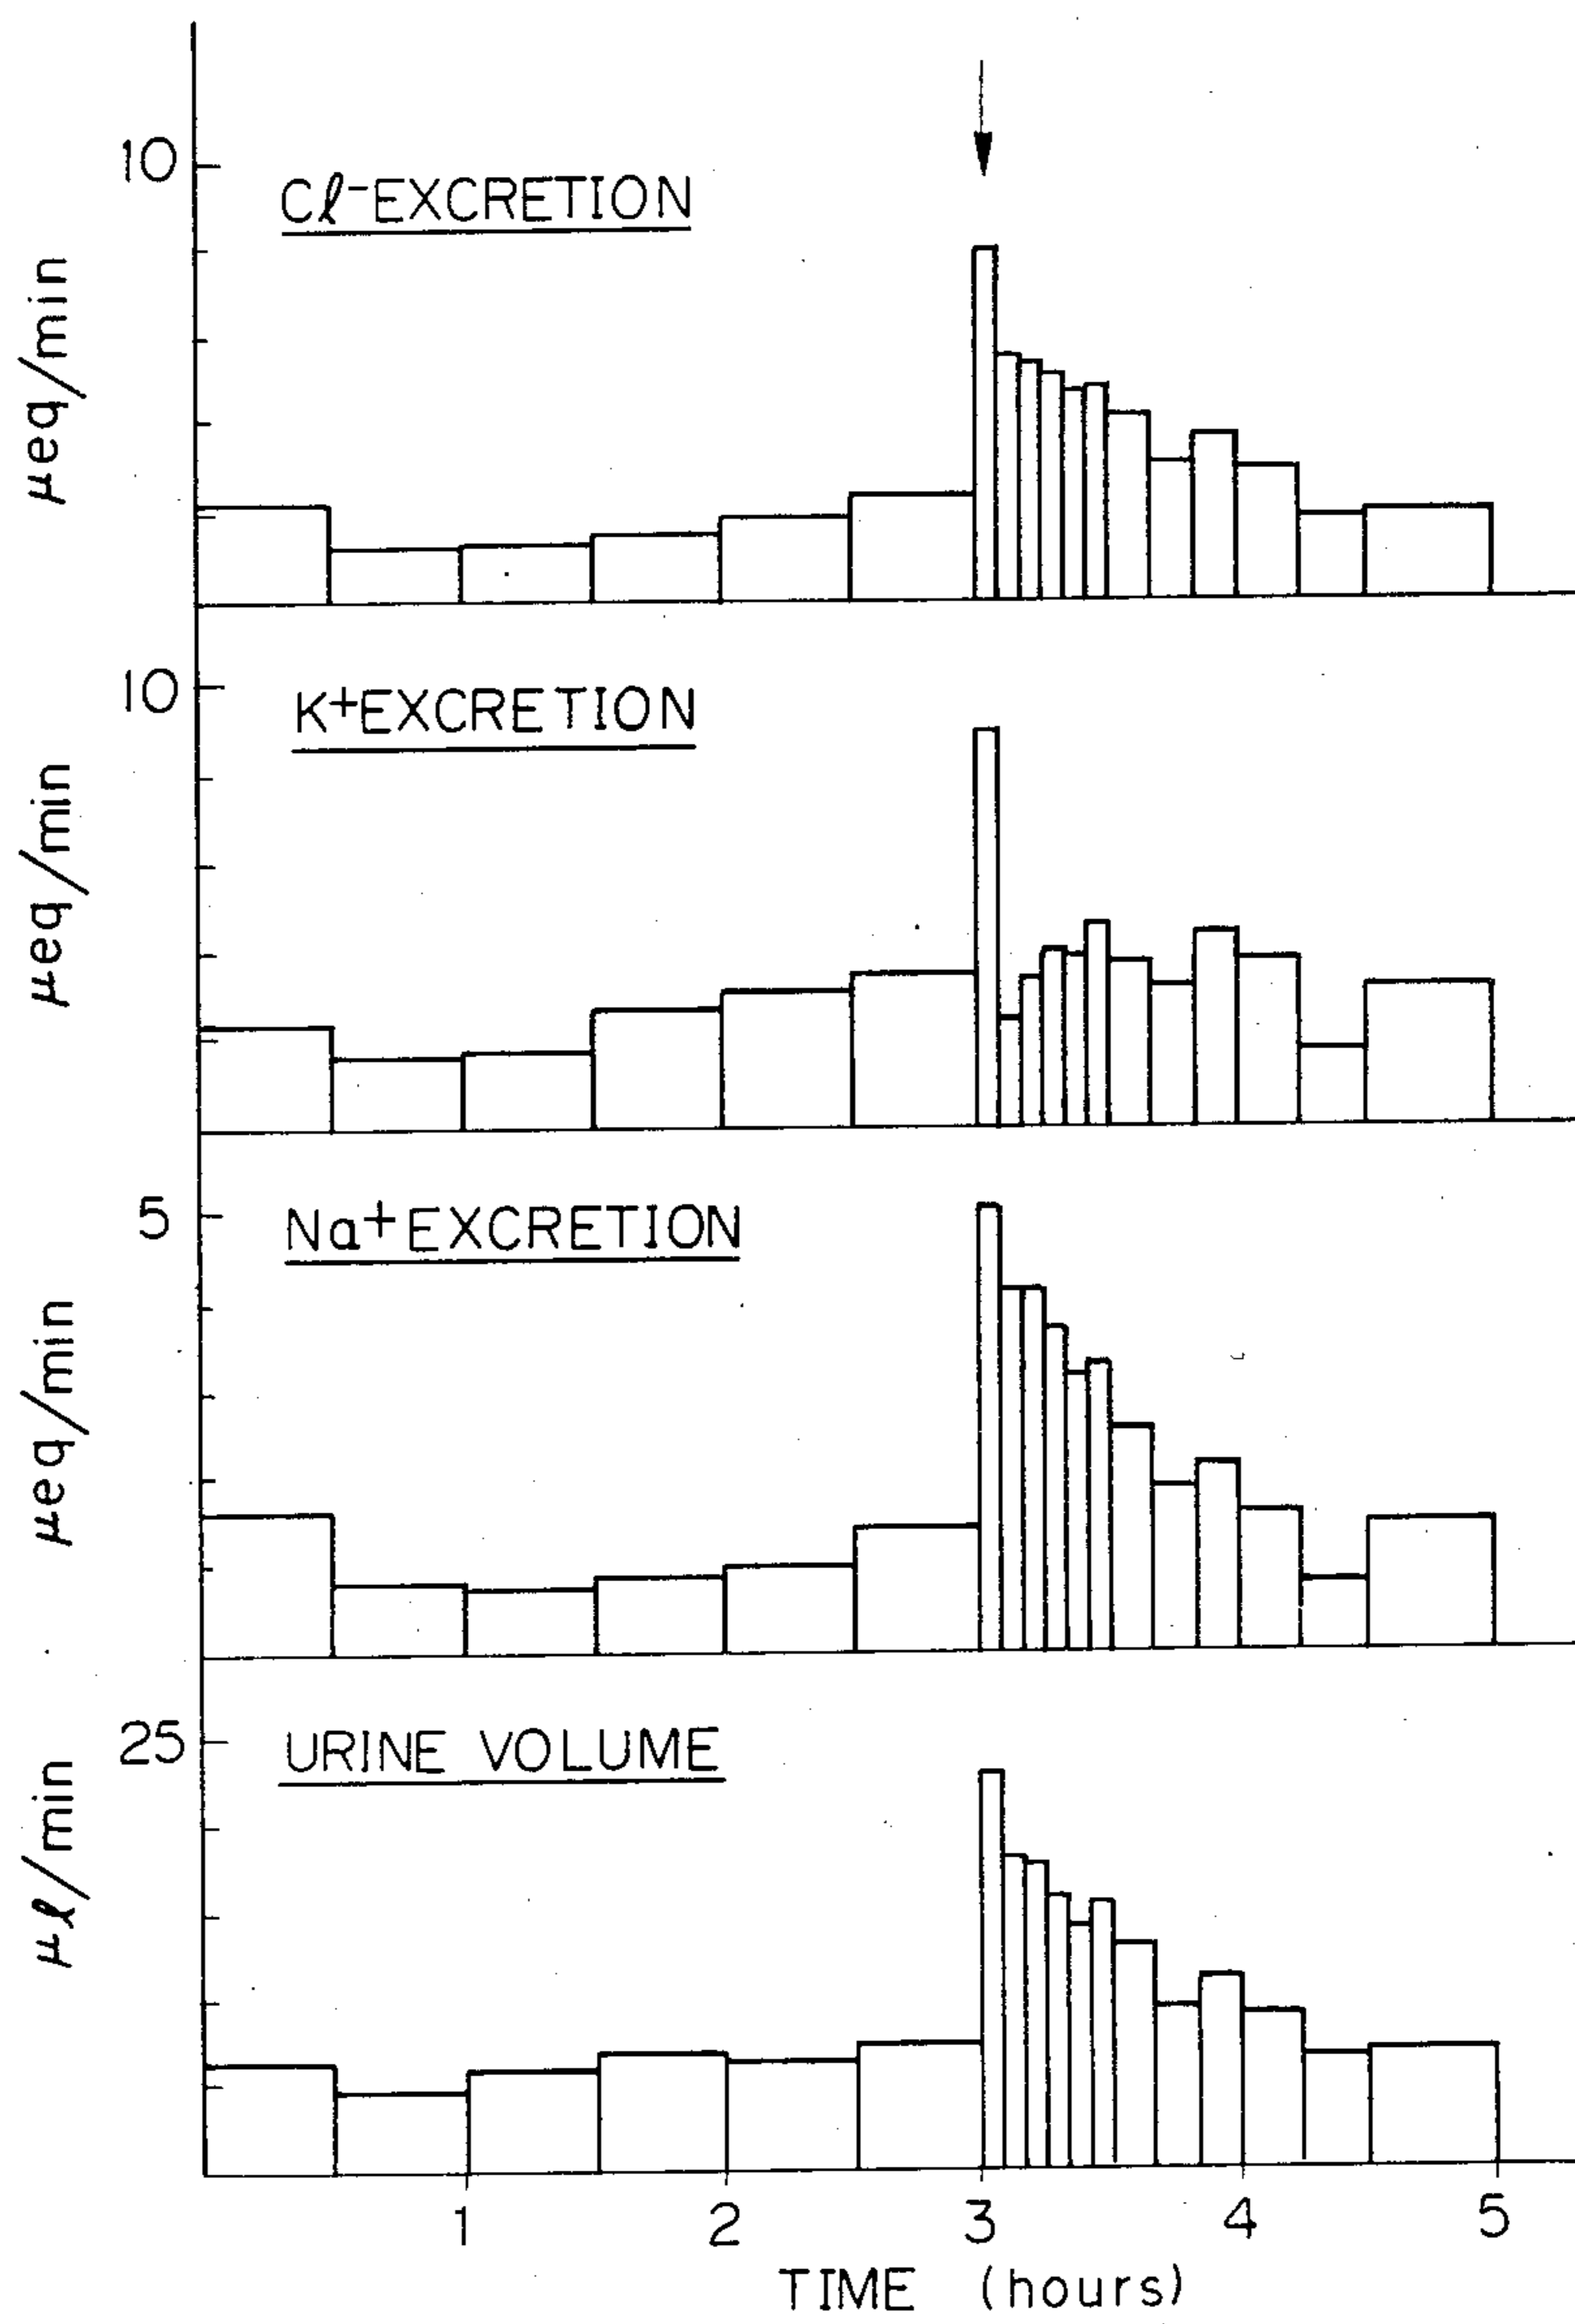 10
Cl⁻EXCRETION
μeq/min
10
K⁺EXCRETION
μeq/min
5
Na⁺EXCRETION
μeq/min
25
URINE VOLUME
μl/min
1 2 3 4 5
TIME (hours)